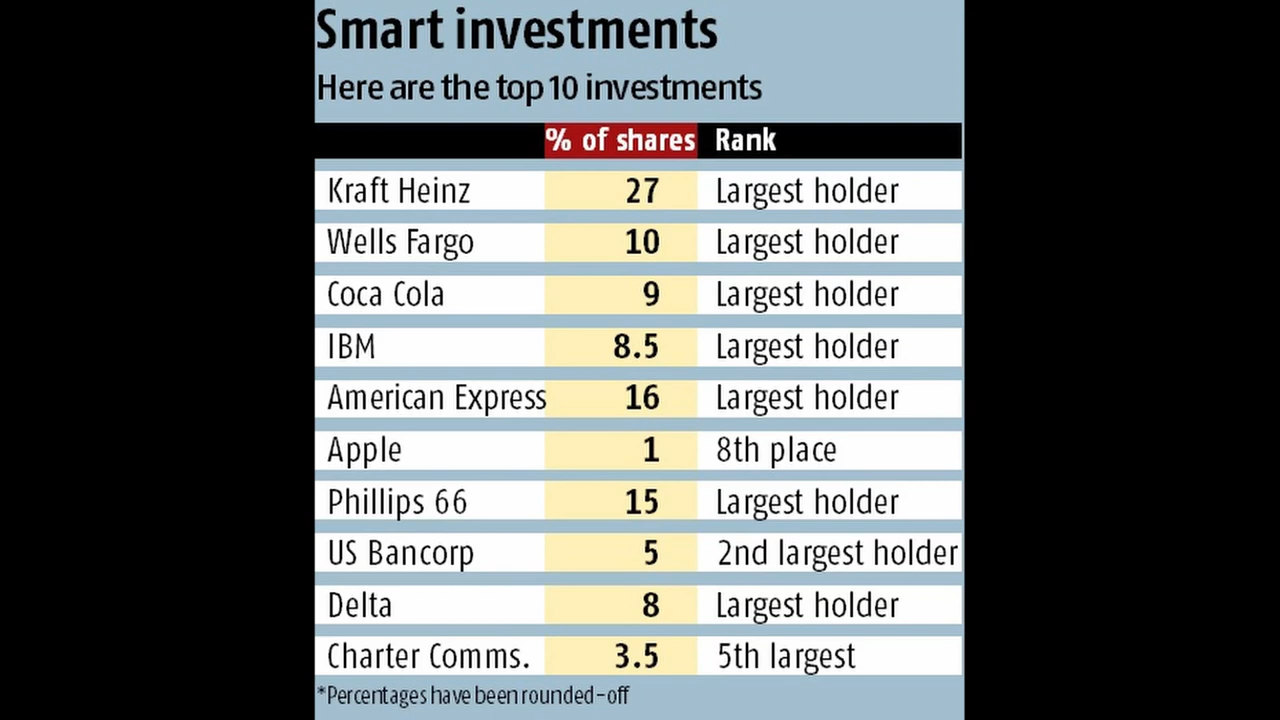 Smart investments
Here are the top 10 investments
% of shares Rank
Kraft Heinz 27 Largest holder
Wells Fargo 10 Largest holder
Coca Cola 9 Largest holder
IBM 8.5 Largest holder
American Express 16 Largest holder
Apple 1 8th place
Phillips 66 15 Largest holder
US Bancorp 5 2nd largest holder
Delta 8 Largest holder
Charter Comms. 3.5 5th largest
*Percentages have been rounded-off